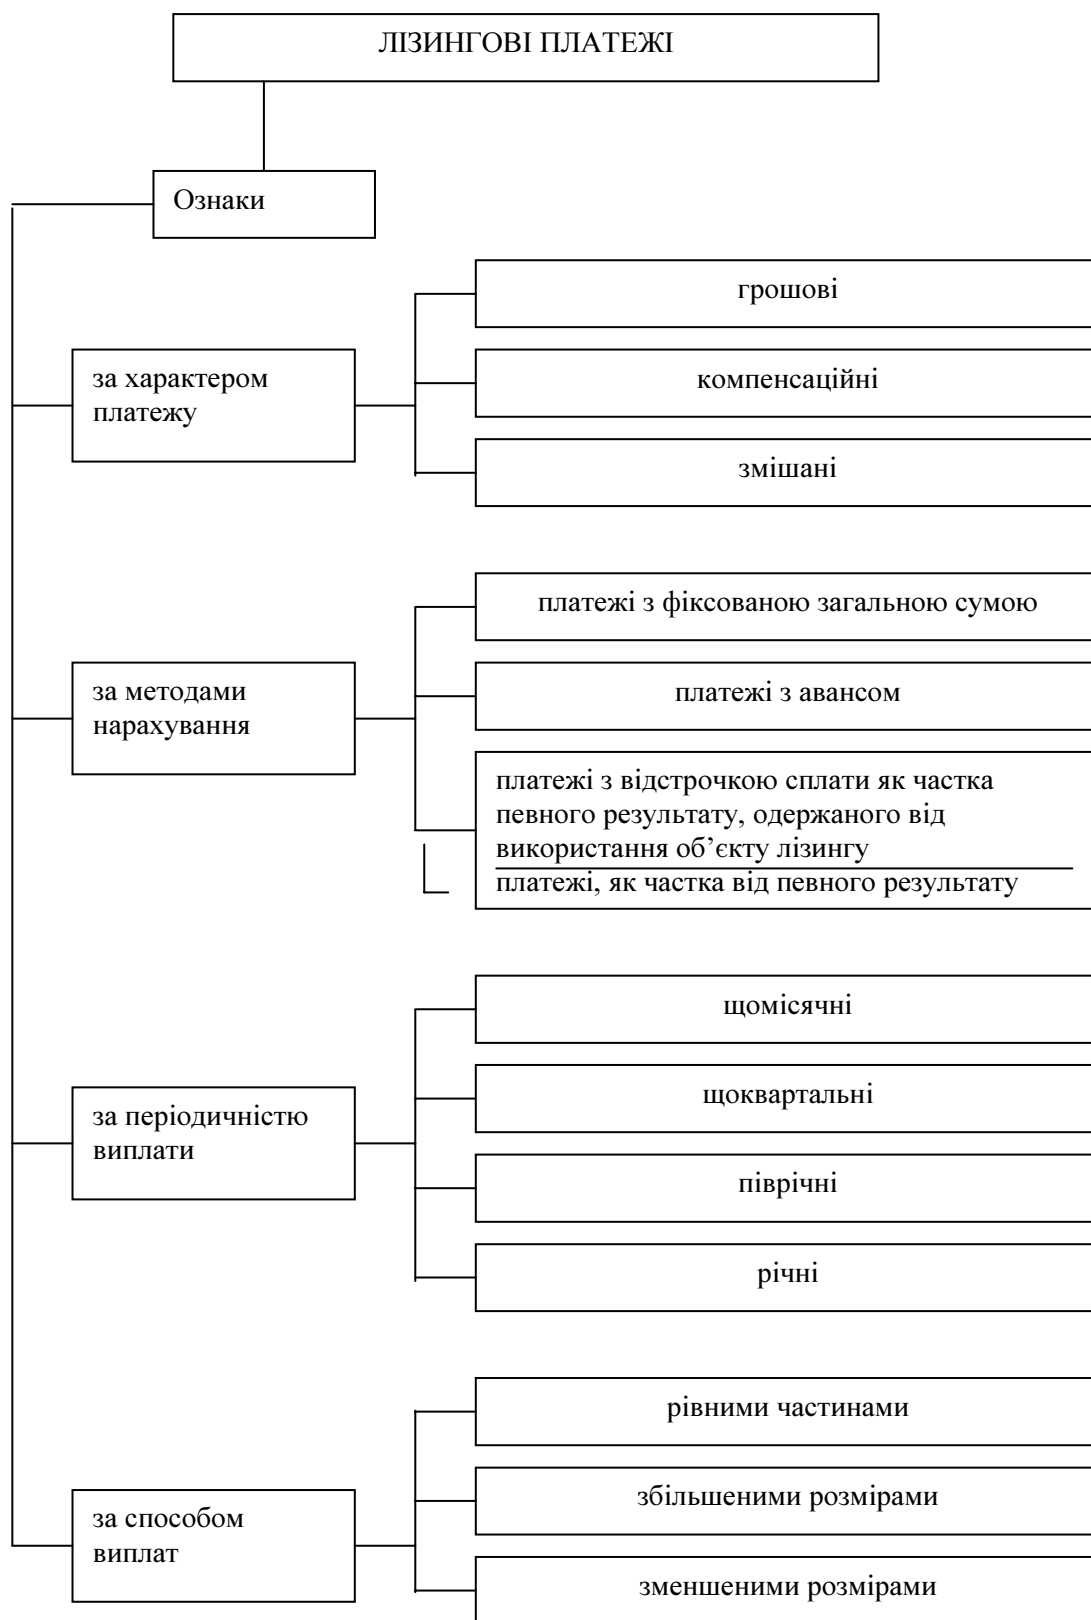 ЛІЗИНГОВІ ПЛАТЕЖІ
Ознаки
за характером
платежу
грошові
компенсаційні
змішані
за методами
нарахування
платежі з фіксованою загальною сумою
платежі з авансом
платежі з відстрочкою сплати як частка
певного результату, одержаного від
використання об’єкту лізингу
платежі, як частка від певного результату
за періодичністю
виплати
щомісячні
щоквартальні
піврічні
річні
за способом
виплат
рівними частинами
збільшеними розмірами
зменшеними розмірами